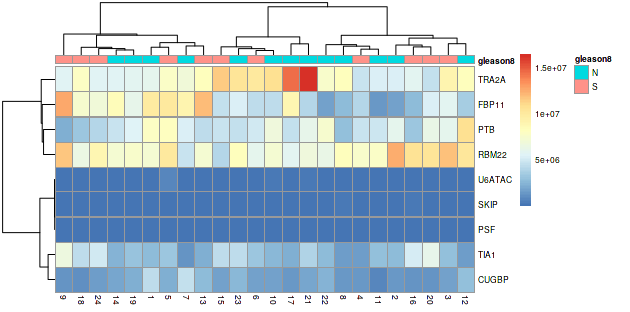 gleason8
gleason8
N
S
1.5e+07
1e+07
5e+06
TRA2A
FBP11
PTB
RBM22
U6ATAC
SKIP
PSF
TIA1
CUGBP
9 18 24 14 19 1 5 7 13 15 23 6 10 17 21 22 8 4 11 2 16 20 3 12